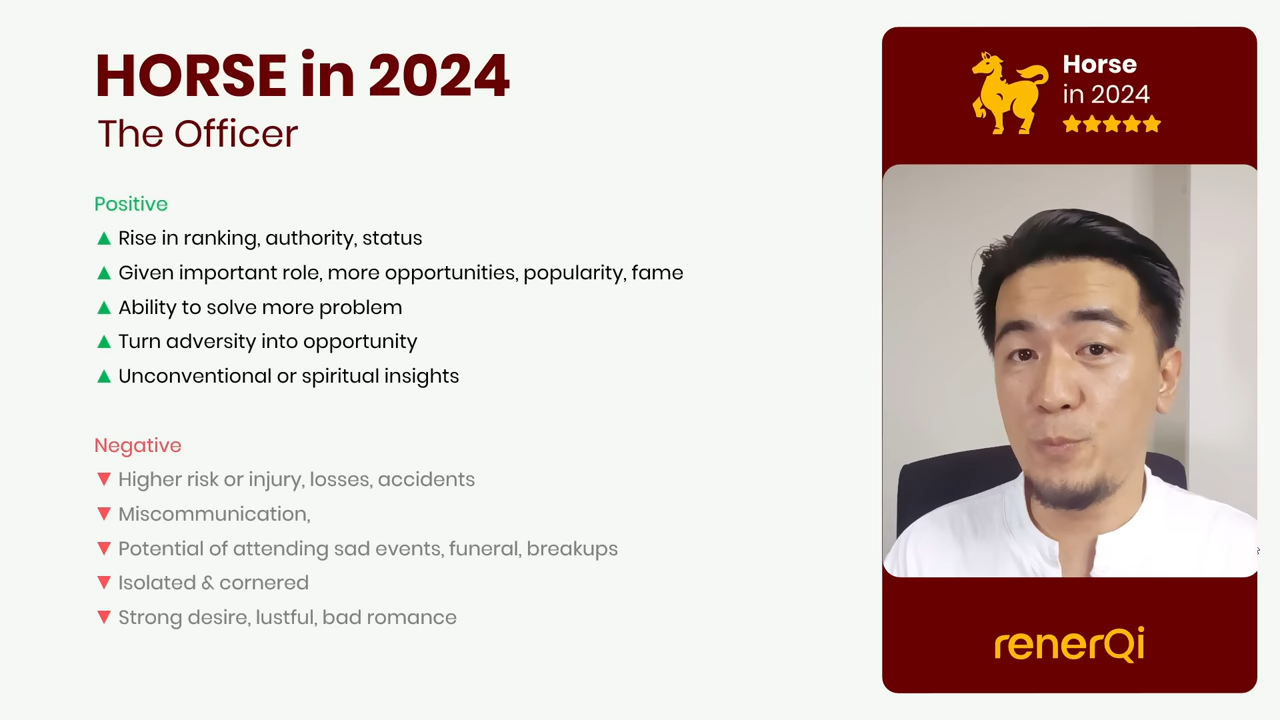 HORSE in 2024
The Officer
Positive
Rise in ranking, authority, status
Given important role, more opportunities, popularity, fame
Ability to solve more problem
Turn adversity into opportunity
Unconventional or spiritual insights
Negative
Higher risk or injury, losses, accidents
Miscommunication,
Potential of attending sad events, funeral, breakups
Isolated & cornered
Strong desire, lustful, bad romance
Horse
in 2024
renerQi